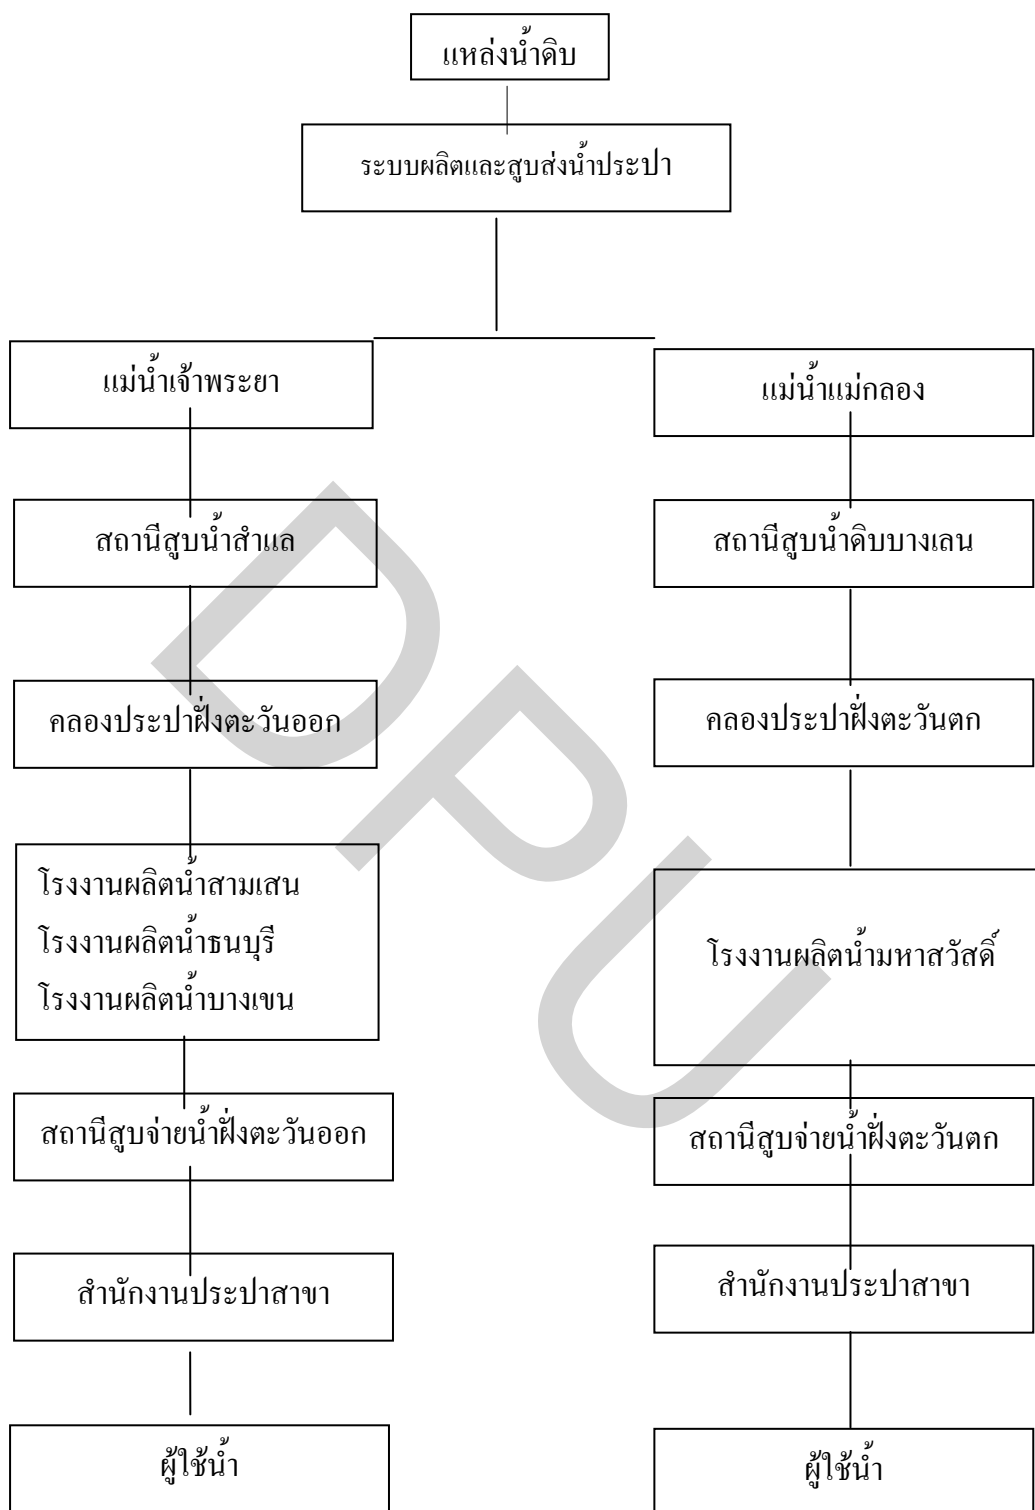 แหล่งน้ำดิบ
ระบบผลิตและสูบส่งน้ำประปา
แม่น้ำเจ้าพระยา
สถานีสูบน้ำสำแล
คลองประปาฝั่งตะวันออก
โรงงานผลิตน้ำสามเสน
โรงงานผลิตน้ำธนบุรี
โรงงานผลิตน้ำบางเขน
สถานีสูบจ่ายน้ำฝั่งตะวันออก
สำนักงานประปาสาขา
ผู้ใช้น้ำ
แม่น้ำแม่กลอง
สถานีสูบน้ำดิบบางเลน
คลองประปาฝั่งตะวันตก
โรงงานผลิตน้ำมหาสวัสดิ์
สถานีสูบจ่ายน้ำฝั่งตะวันตก
สำนักงานประปาสาขา
ผู้ใช้น้ำ
DPU